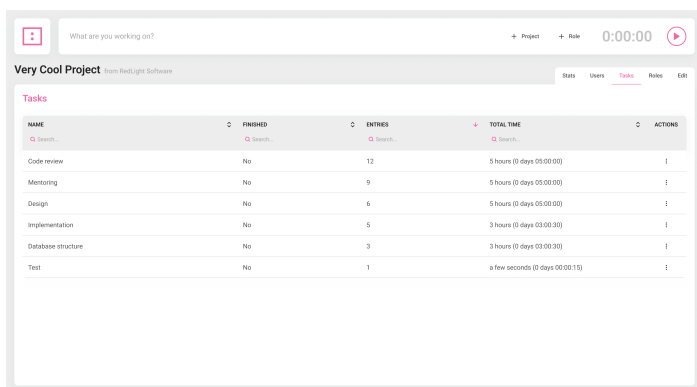 What are you working on? + Project + Role 0:00:00
Very Cool Project from RedLight Software
Stats Users Tasks Roles Edit
Tasks
NAME FINISHED ENTRIES TOTAL TIME ACTIONS
Search... Search... Search... Search...
Code review No 12 5 hours (0 days 05:00:00)
Mentoring No 9 5 hours (0 days 05:00:00)
Design No 6 5 hours (0 days 05:00:00)
Implementation No 5 3 hours (0 days 03:00:30)
Database structure No 3 3 hours (0 days 03:00:30)
Test No 1 a few seconds (0 days 00:00:15)